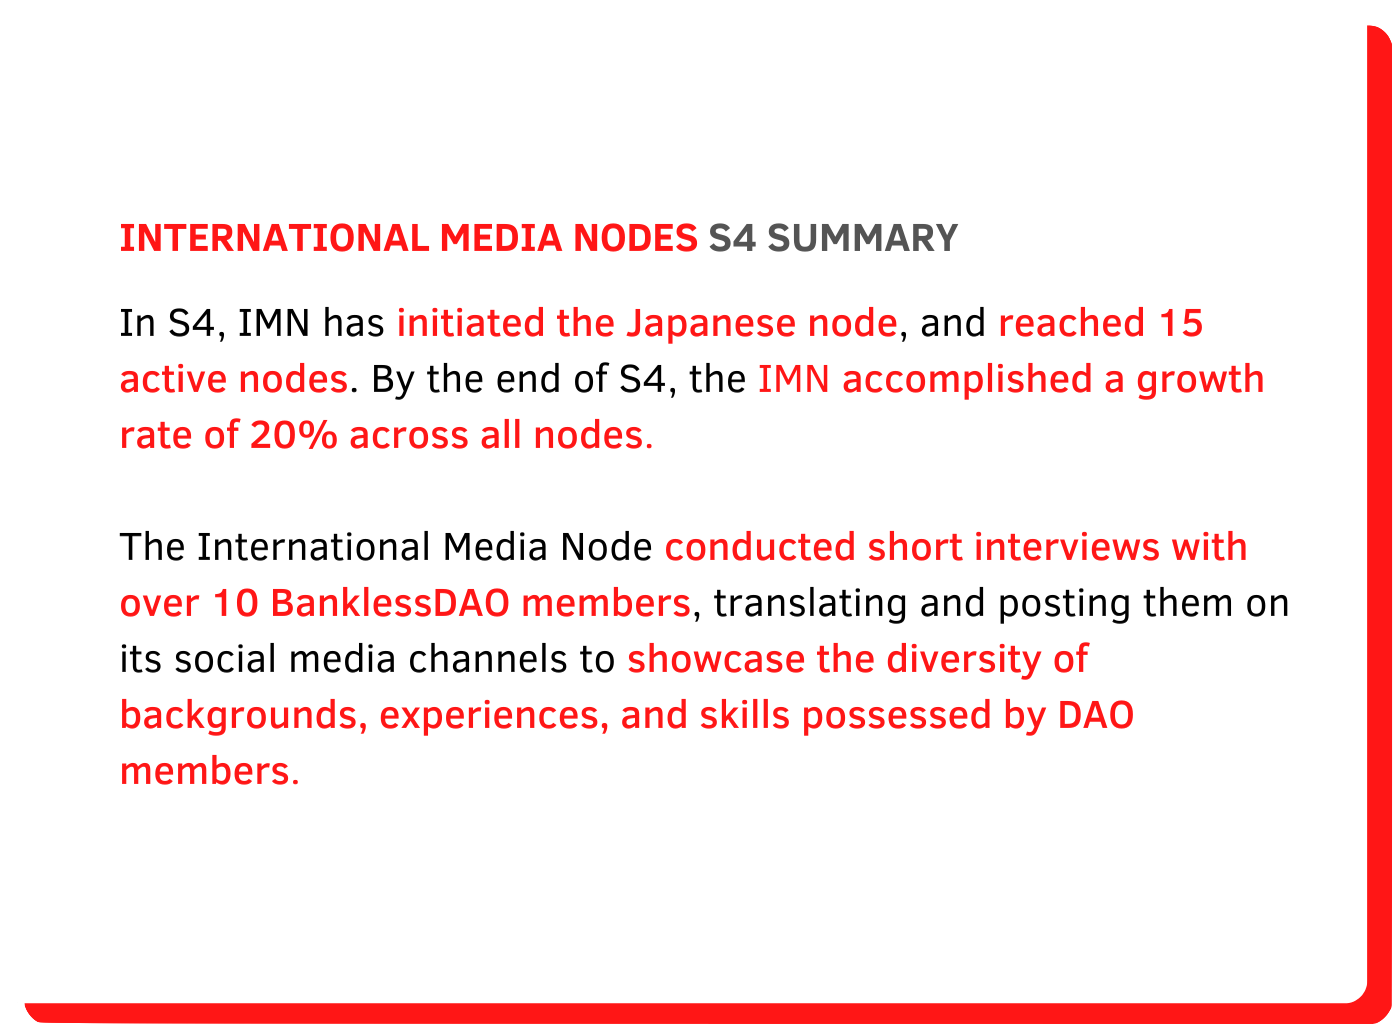 INTERNATIONAL MEDIA NODES S4 SUMMARY
In S4, IMN has initiated the Japanese node, and reached 15
active nodes. By the end of S4, the IMN accomplished a growth
rate of 20% across all nodes.
The International Media Node conducted short interviews with
over 10 BanklessDAO members, translating and posting them on
its social media channels to showcase the diversity of
backgrounds, experiences, and skills possessed by DAO
members.